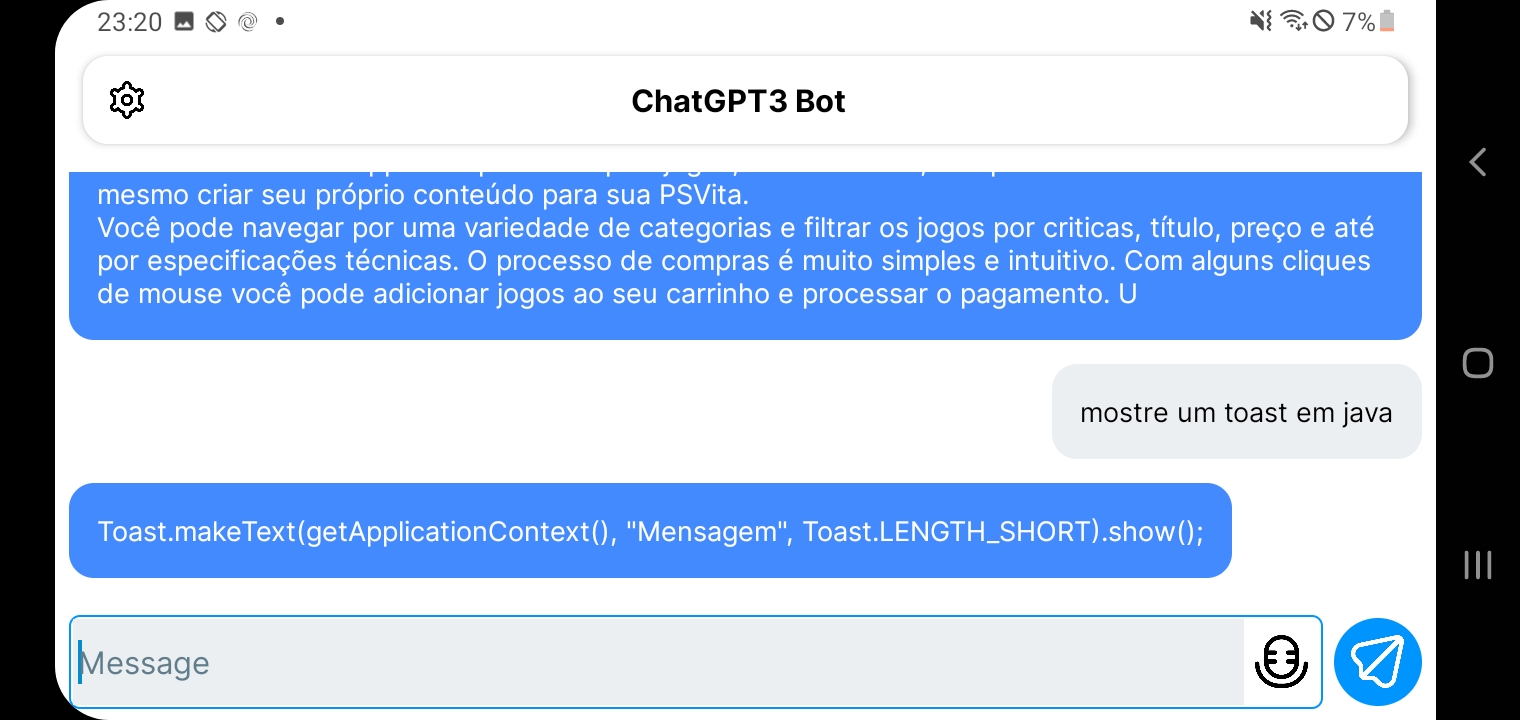 23:20
7%
ChatGPT3 Bot
mesmo criar seu próprio conteúdo para sua PSVita.
Você pode navegar por uma variedade de categorias e filtrar os jogos por criticas, título, preço e até
por especificações técnicas. O processo de compras é muito simples e intuitivo. Com alguns cliques
de mouse você pode adicionar jogos ao seu carrinho e processar o pagamento. U
mostre um toast em java
Toast.makeText(getApplicationContext(), "Mensagem", Toast.LENGTH_SHORT).show();
Message